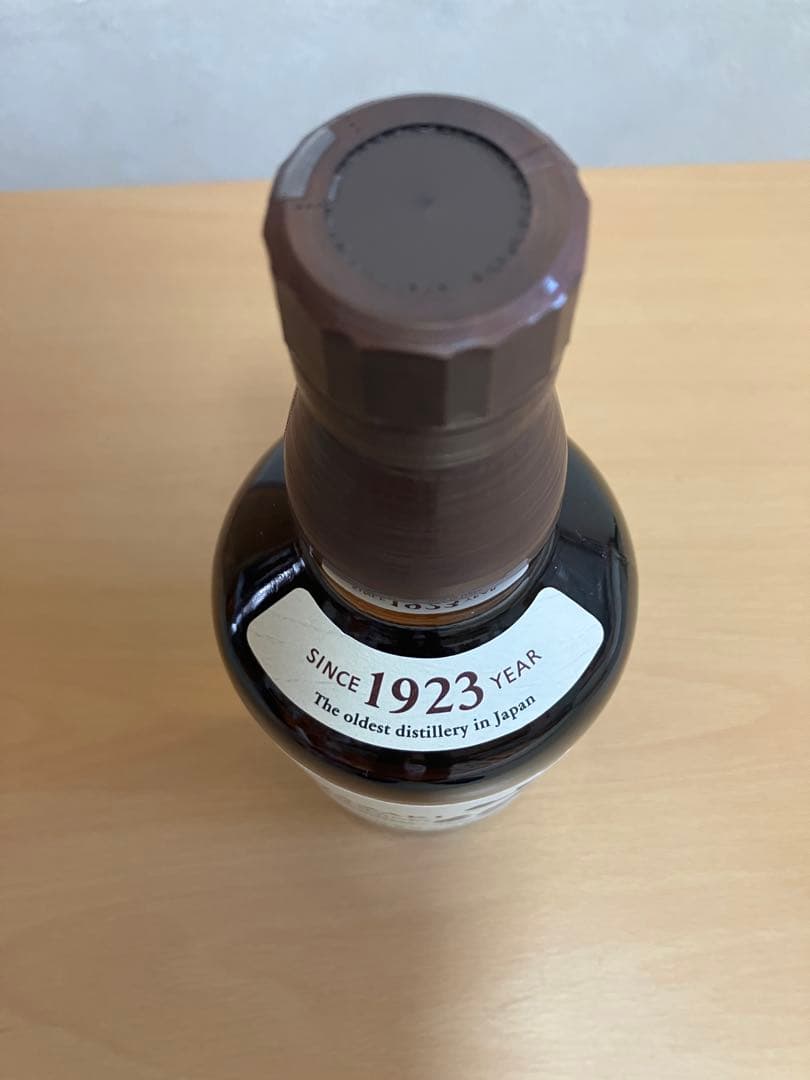 SINCE 1923 YEAR
The oldest distillery in Japan